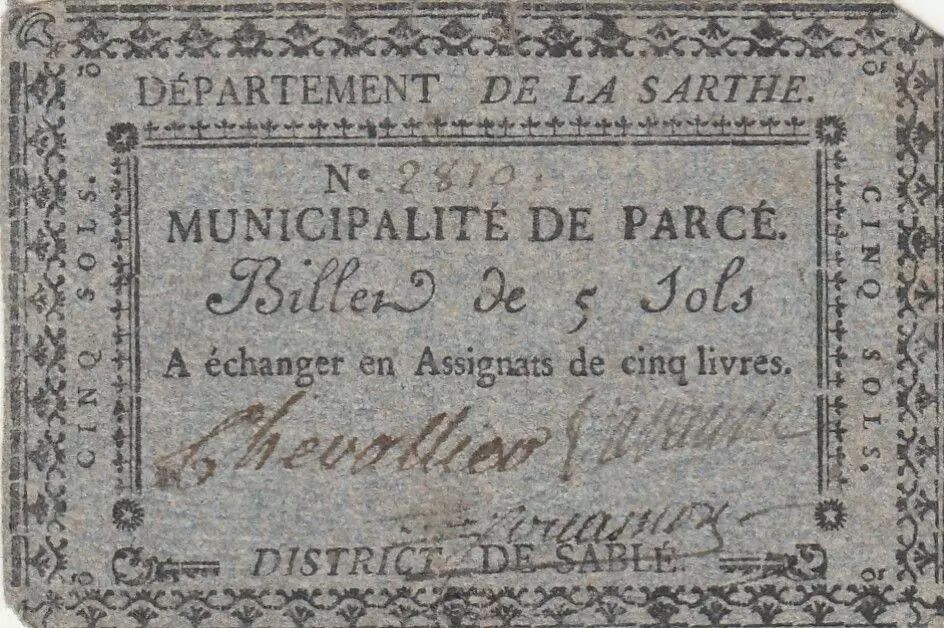 DÉPARTEMENT DE LA SARTHE.
CINQ SOLS.
N° 2810.
MUNICIPALITÉ DE PARCÉ.
Billet de 5 Sols
A échanger en Assignats de cinq livres.
Chevallier
DISTRICT DE SABLÉ.
CINQ SOLS.